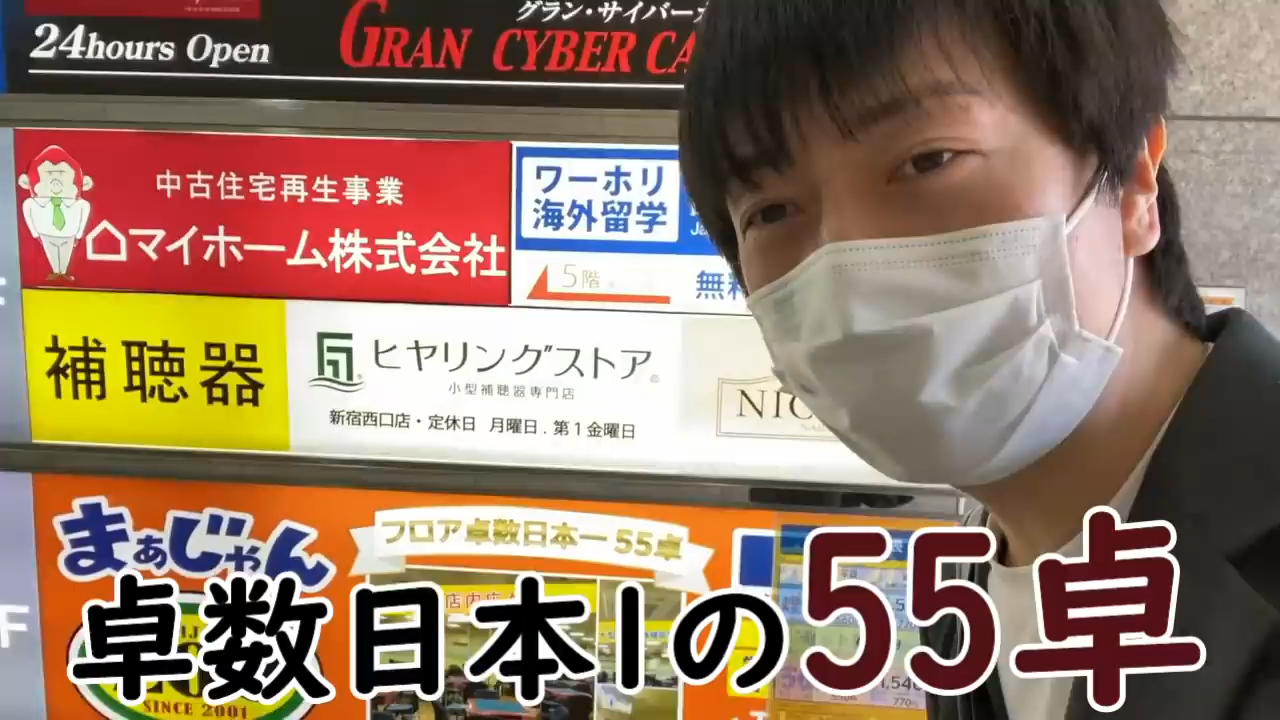 グラン・サイバーカ
24hours Open
GRAN CYBER CA
中古住宅再生事業
マイホーム株式会社
ワーホリ
海外留学
5階
無料
補聴器
ヒヤリングストア
小型補聴器専門店
新宿西口店・定休日 月曜日.第1金曜日
NIC
まぁじゃん
フロア卓数日本一 55卓
卓数日本1の55卓
SINCE 2001